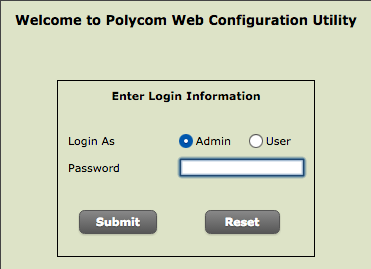 Welcome to Polycom Web Configuration Utility
Enter Login Information
Login As Admin User
Password
Submit Reset